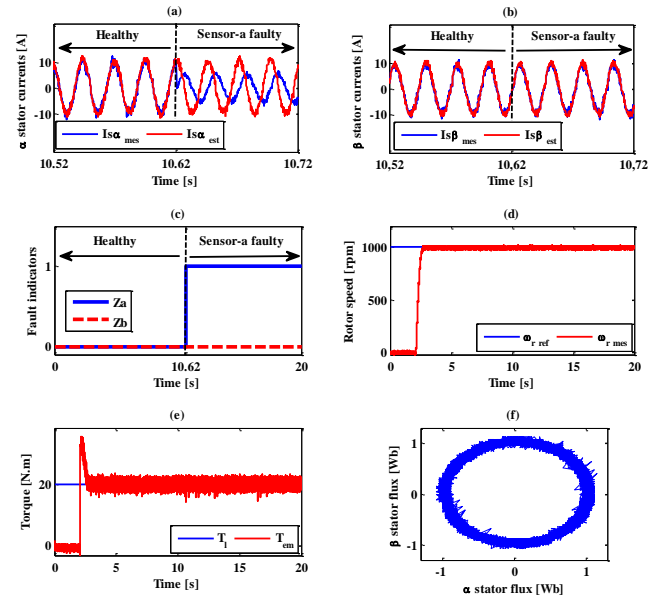 (a)
Healthy
Sensor-a faulty
α stator currents [A]
10
0
-10
Isα mes
Isα est
10,52
10,62
10,72
Time [s]
(b)
Healthy
Sensor-a faulty
β stator currents [A]
10
0
-10
Isβ mes
Isβ est
10,52
10,62
10,72
Time [s]
(c)
Healthy
Sensor-a faulty
Fault indicators
1
0
Za
Zb
0
10.62
20
Time [s]
(d)
Rotor speed [rpm]
1000
500
0
ω r ref
ω r mes
0
5
10
15
20
Time [s]
(e)
Torque [N.m]
20
0
T l
T em
0
5
10
15
20
Time [s]
(f)
β stator flux [Wb]
1
0
-1
-1
0
1
α stator flux [Wb]